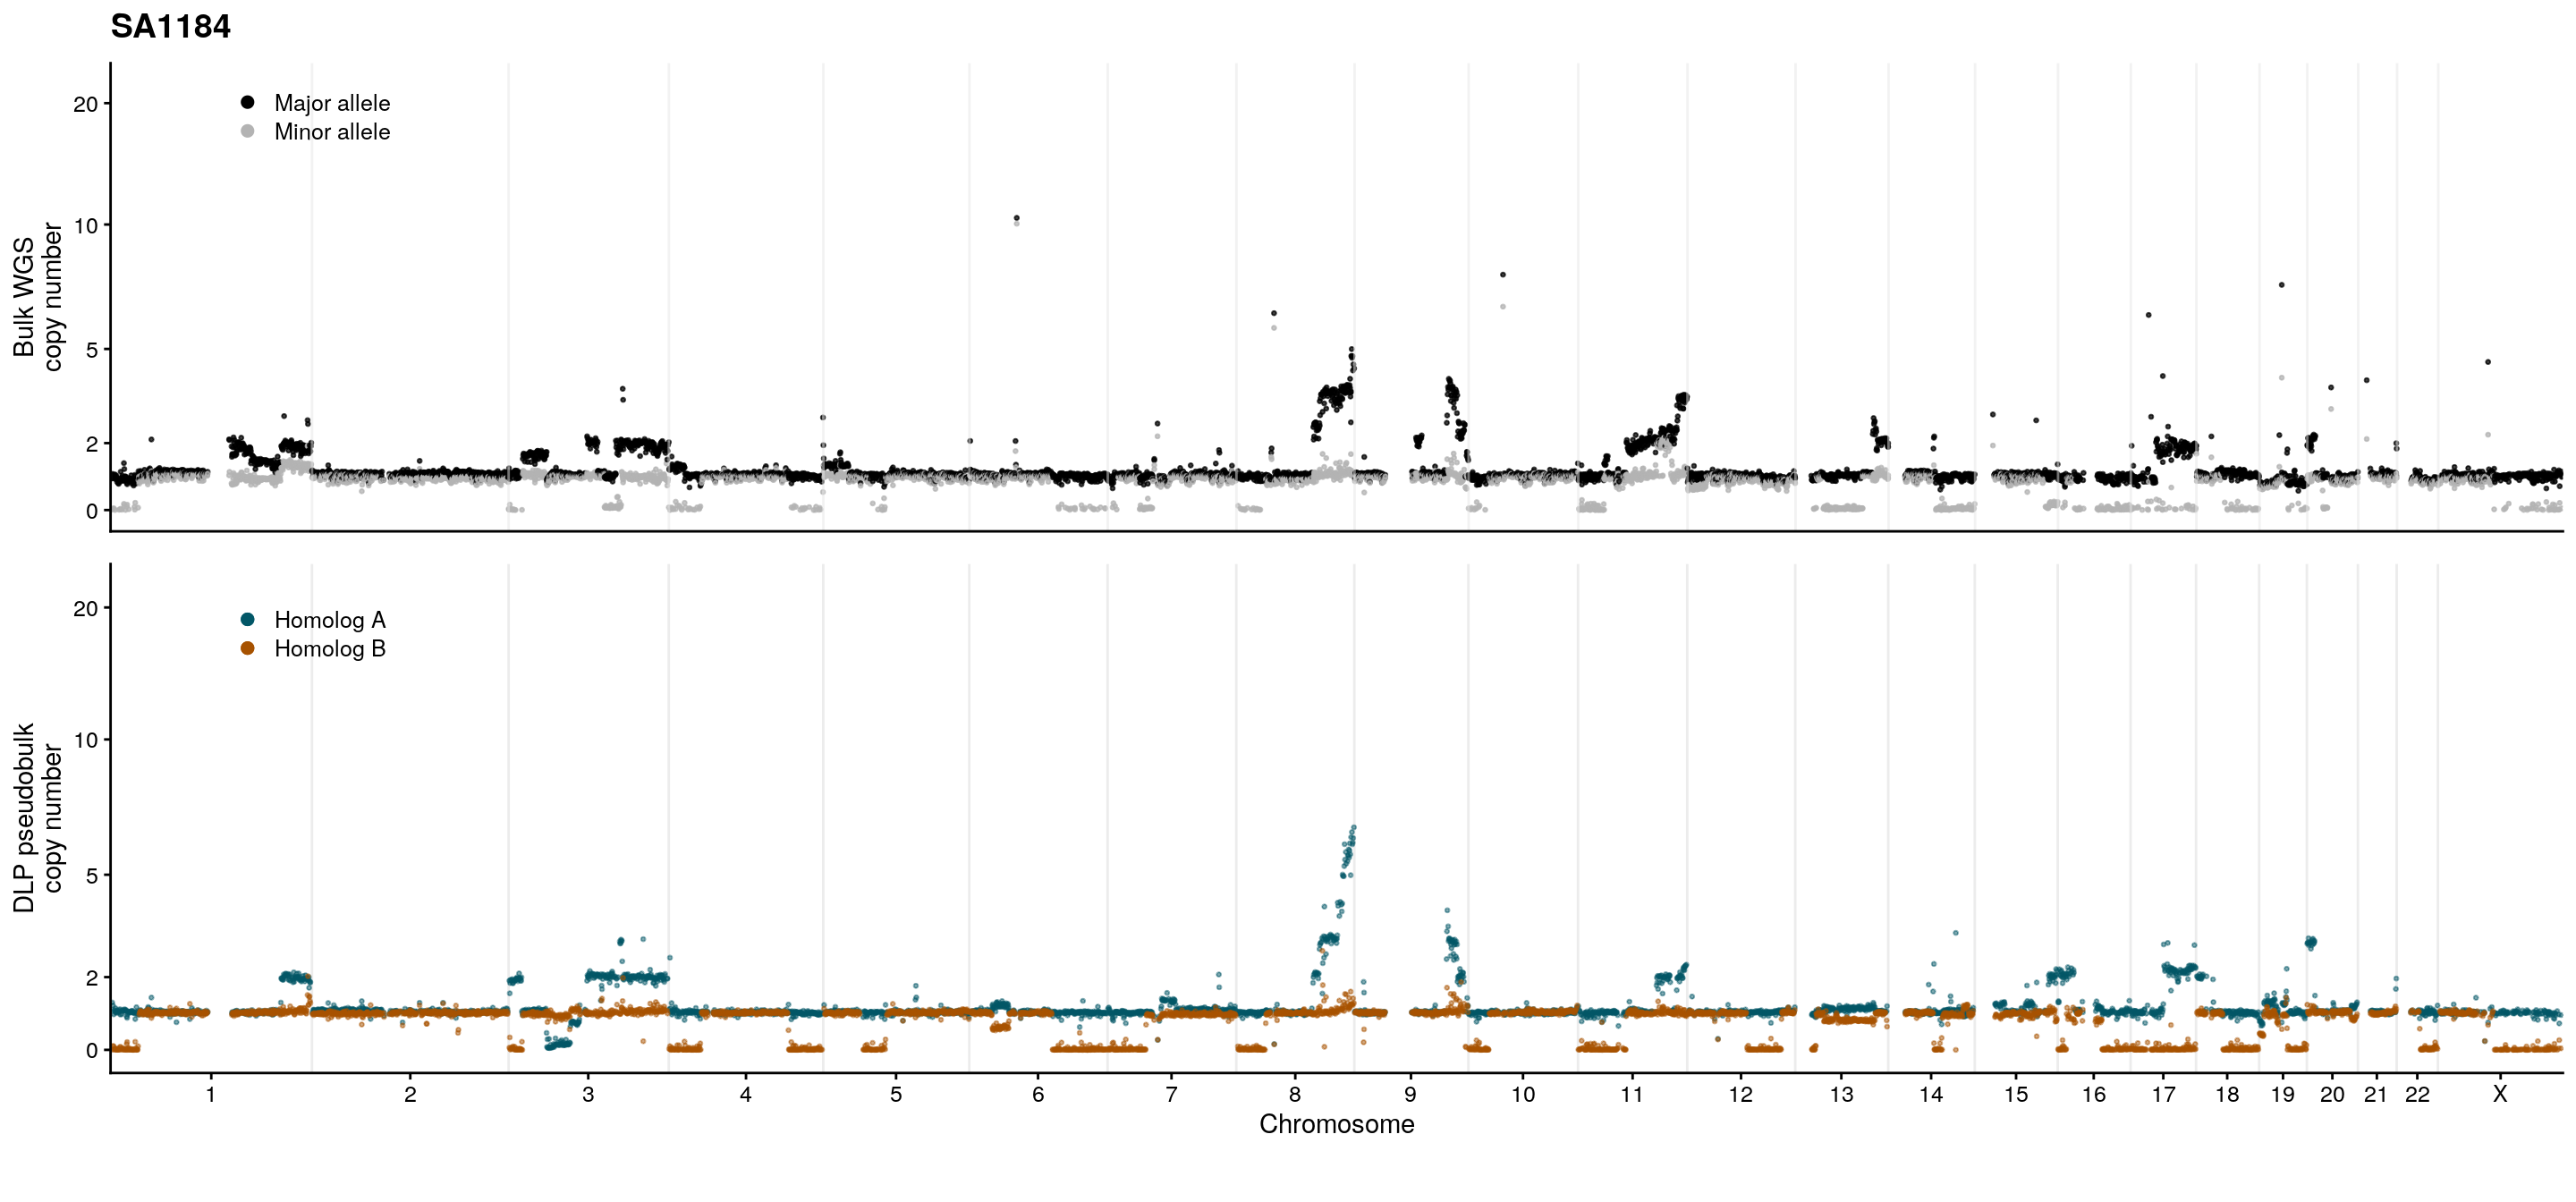 SA1184
Bulk WGS
copy number
20
10
5
2
0
Major allele
Minor allele
DLP pseudobulk
copy number
20
10
5
2
0
Homolog A
Homolog B
1 2 3 4 5 6 7 8 9 10 11 12 13 14 15 16 17 18 19 20 21 22 X
Chromosome